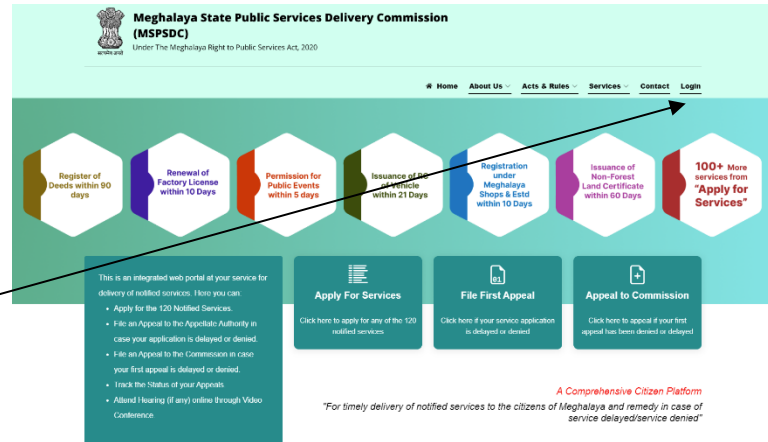 Meghalaya State Public Services Delivery Commission
(MSPSDC)
Under The Meghalaya Right to Public Services Act, 2020
सत्यमेव जयते
Home About Us Acts & Rules Services Contact Login
Register of
Deeds within 90
days
Renewal of
Factory License
within 10 Days
Permission for
Public Events
within 5 days
Issuance of RC
of Vehicle
within 21 Days
Registration
under
Meghalaya
Shops & Estd
within 10 Days
Issuance of
Non-Forest
Land Certificate
within 60 Days
100+ More
services from
"Apply for
Services"
This is an integrated web portal at your service for
delivery of notified services. Here you can:
• Apply for the 120 Notified Services.
• File an Appeal to the Appellate Authority in
case your application is delayed or denied.
• File an Appeal to the Commission in case
your first appeal is delayed or denied.
• Track the Status of your Appeals
• Attend Hearing (if any) online through Video
Conference
Apply For Services
Click here to apply for any of the 120
notified services
01
File First Appeal
Click here if your service application
is delayed or denied
Appeal to Commission
Click here to appeal if your first
appeal has been denied or delayed
A Comprehensive Citizen Platform
"For timely delivery of notified services to the citizens of Meghalaya and remedy in case of
service delayed/service denied"